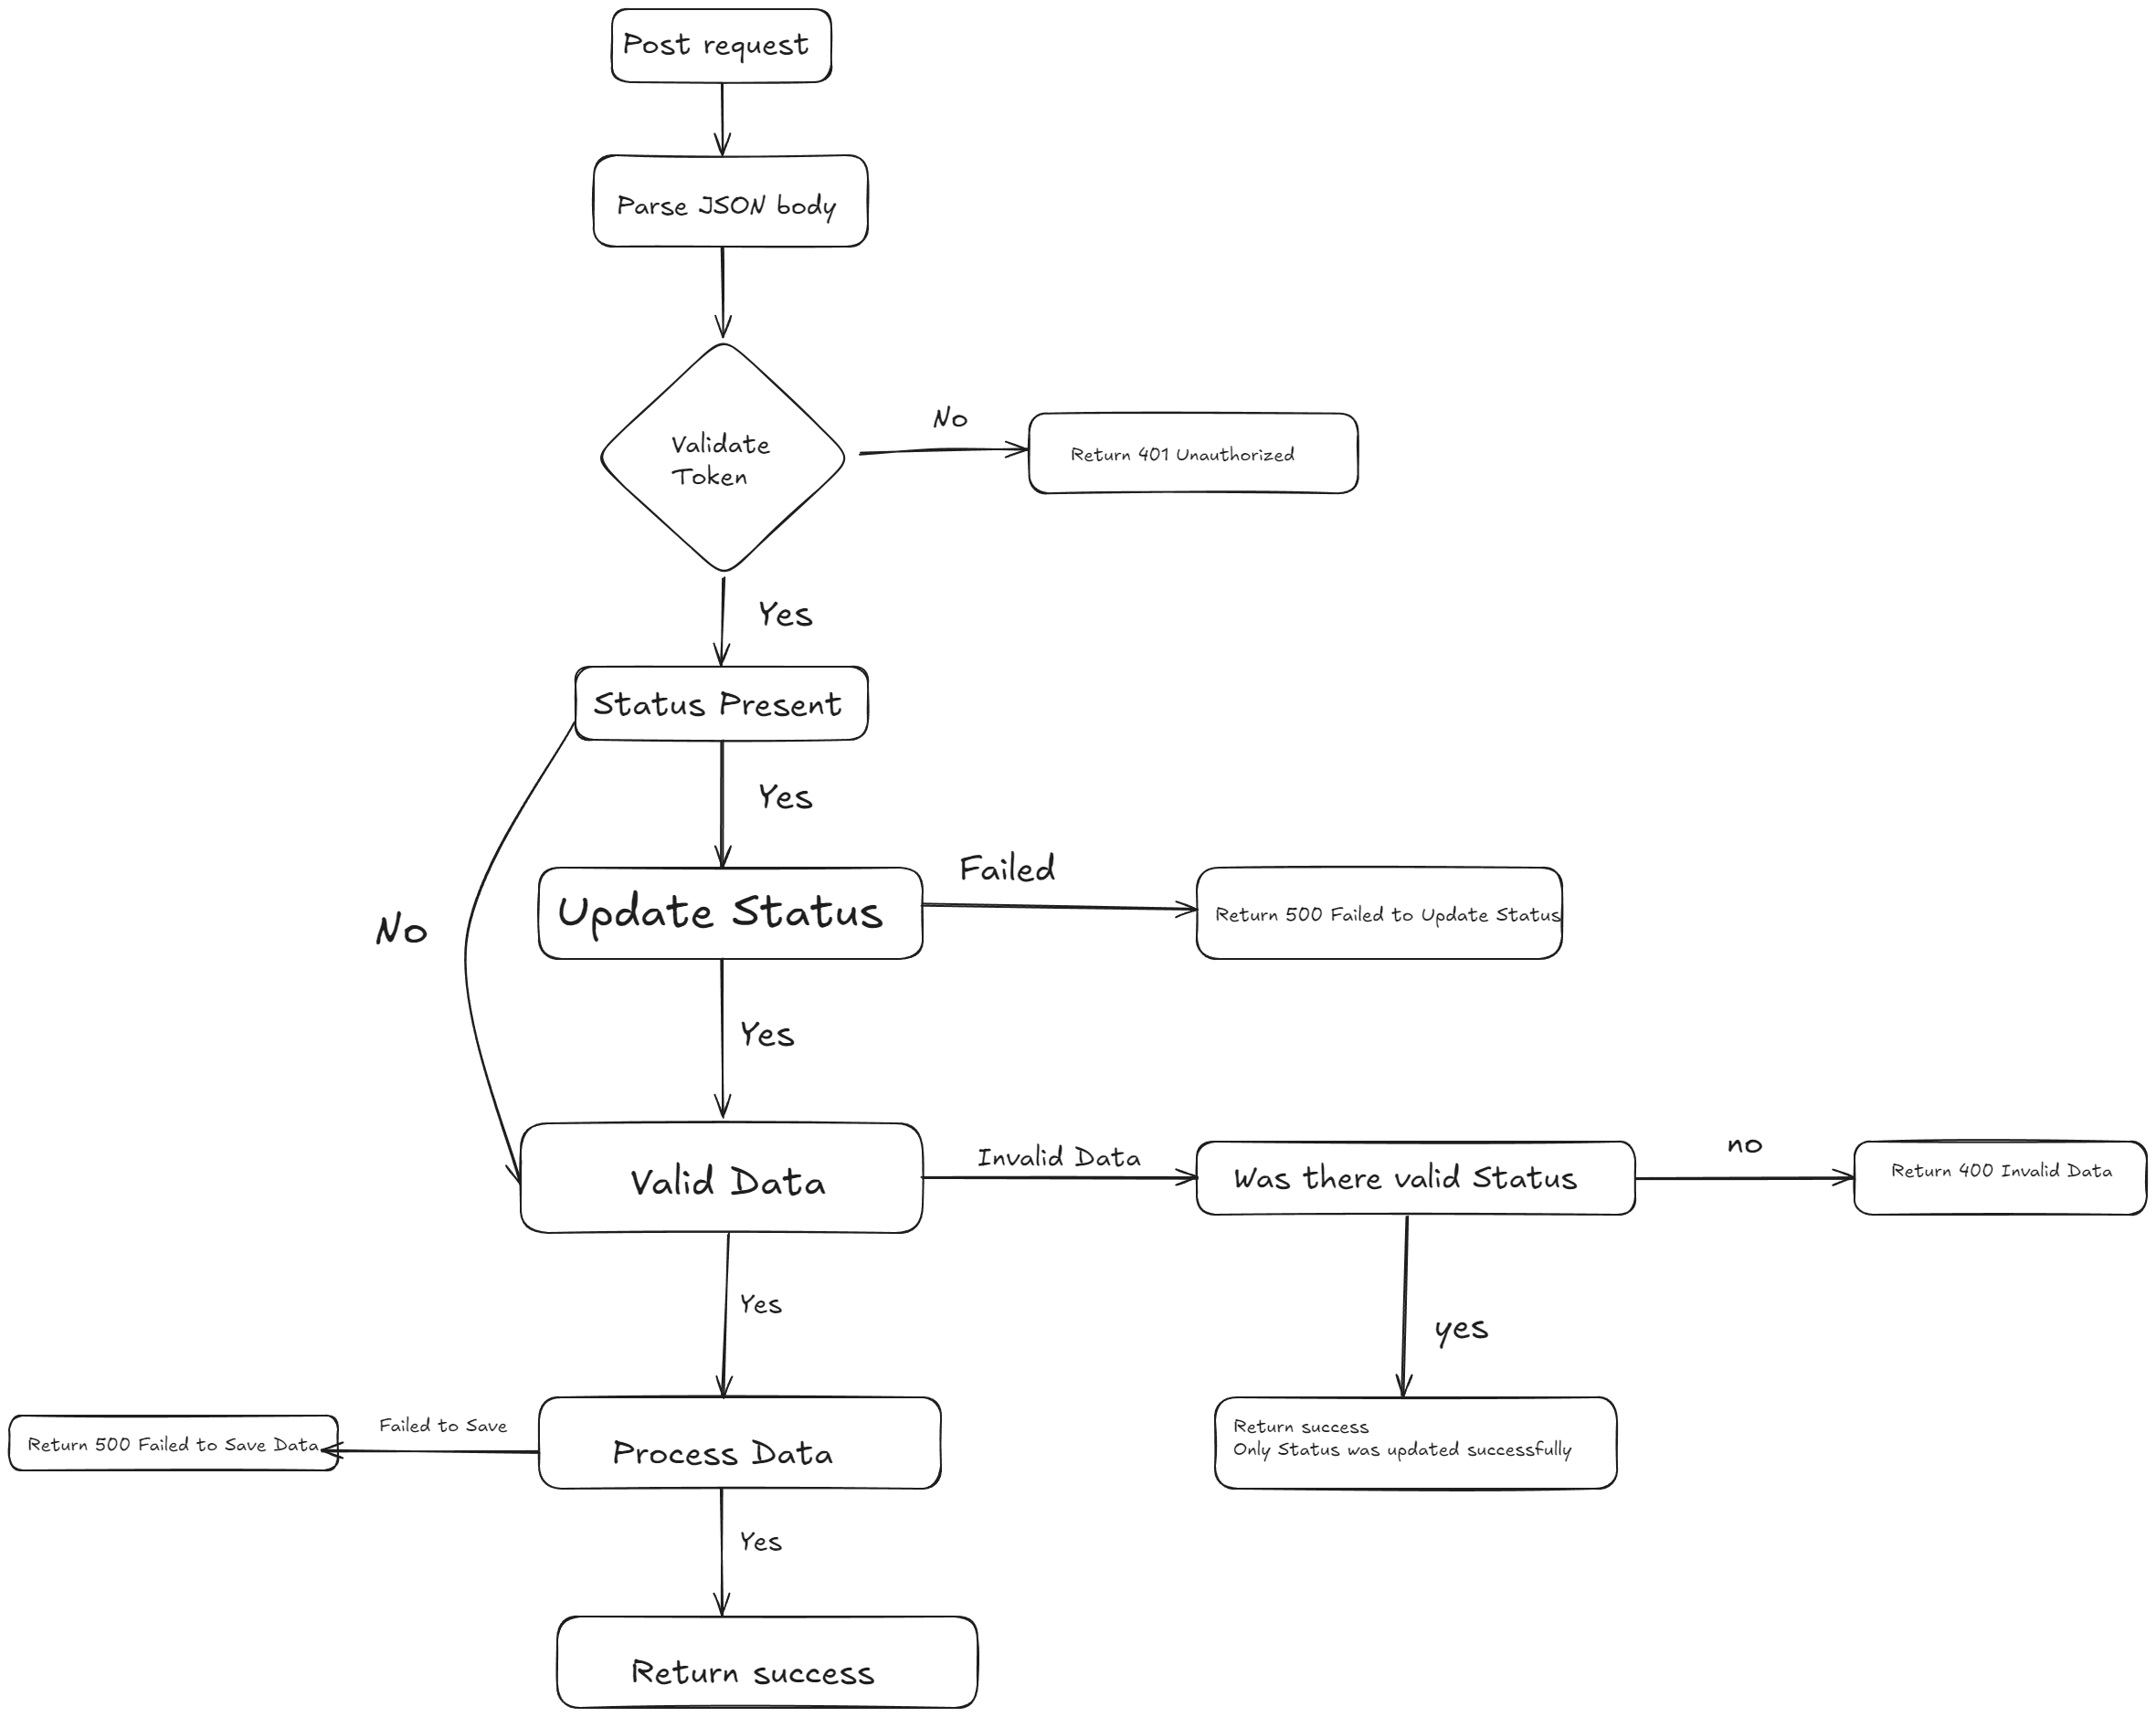 Post request
Parse JSON body
Validate
Token
No
Return 401 Unauthorized
Yes
Status Present
Yes
No
Update Status
Failed
Return 500 Failed to Update Status
Yes
Valid Data
Invalid Data
Was there valid Status
no
Return 400 Invalid Data
Yes
yes
Return 500 Failed to Save Data
Failed to Save
Process Data
Return success
Only Status was updated successfully
Yes
Return success